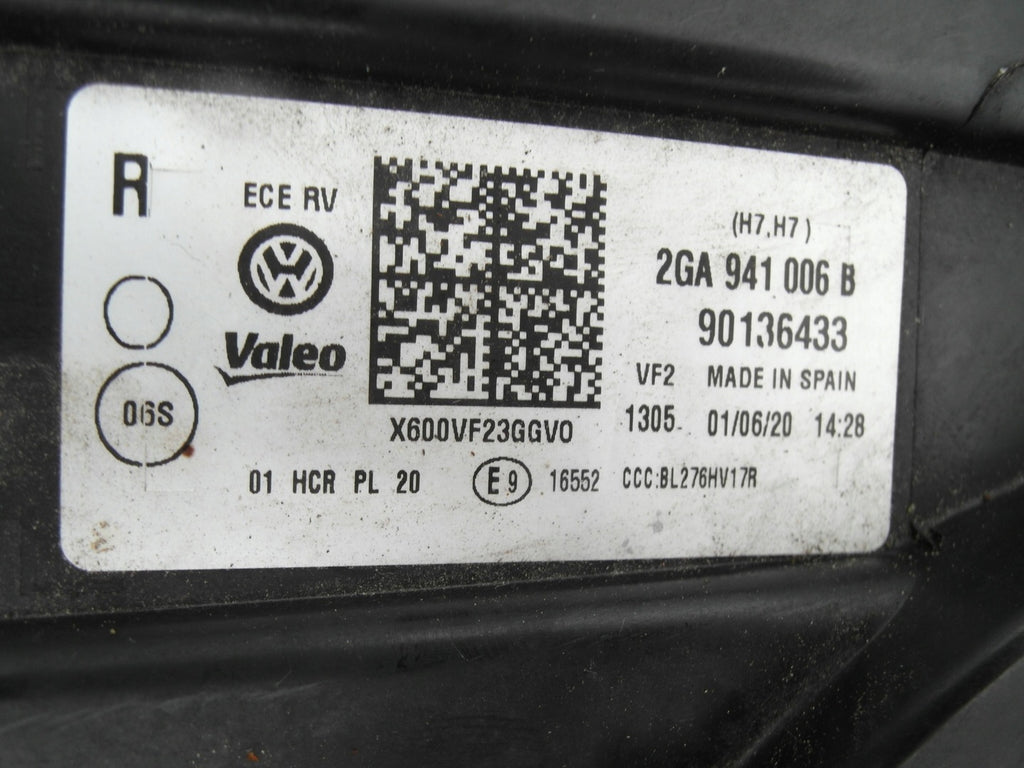 R
ECE RV
Valeo
06S
X600VF23GGV0
01 HCR PL 20
E9 16552 CCC:BL276HV17R
(H7,H7)
2GA 941 006 B
90136433
VF2 MADE IN SPAIN
1305 01/06/20 14:28